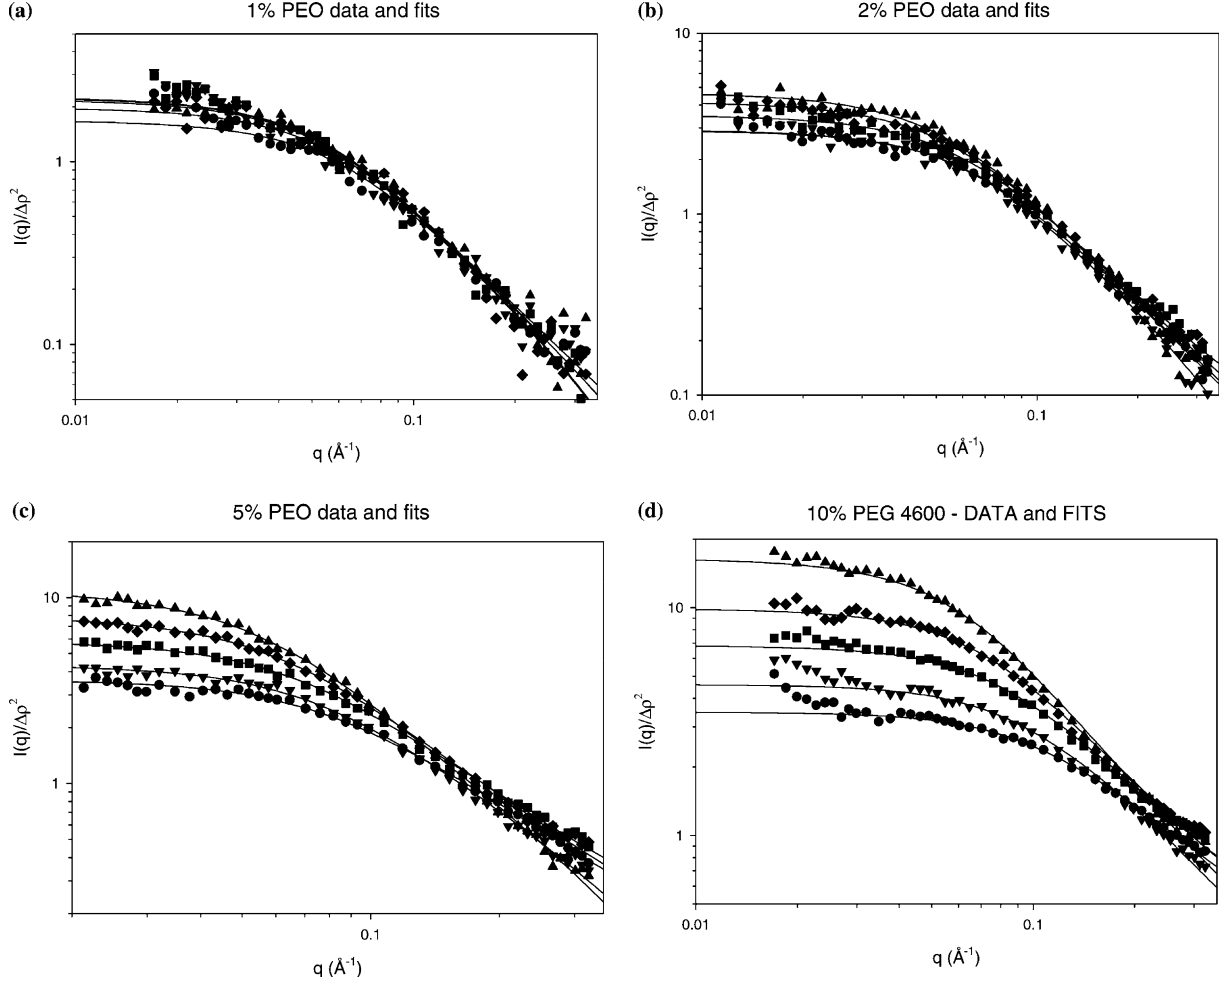 (a)
1% PEO data and fits
1
0.1
0.01
0.1
I(q)/Δρ²
q (Å⁻¹)
(b)
2% PEO data and fits
10
1
0.1
0.01
0.1
I(q)/Δρ²
q (Å⁻¹)
(c)
5% PEO data and fits
10
1
0.1
I(q)/Δρ²
q (Å⁻¹)
(d)
10% PEG 4600 - DATA and FITS
10
1
0.01
0.1
I(q)/Δρ²
q (Å⁻¹)